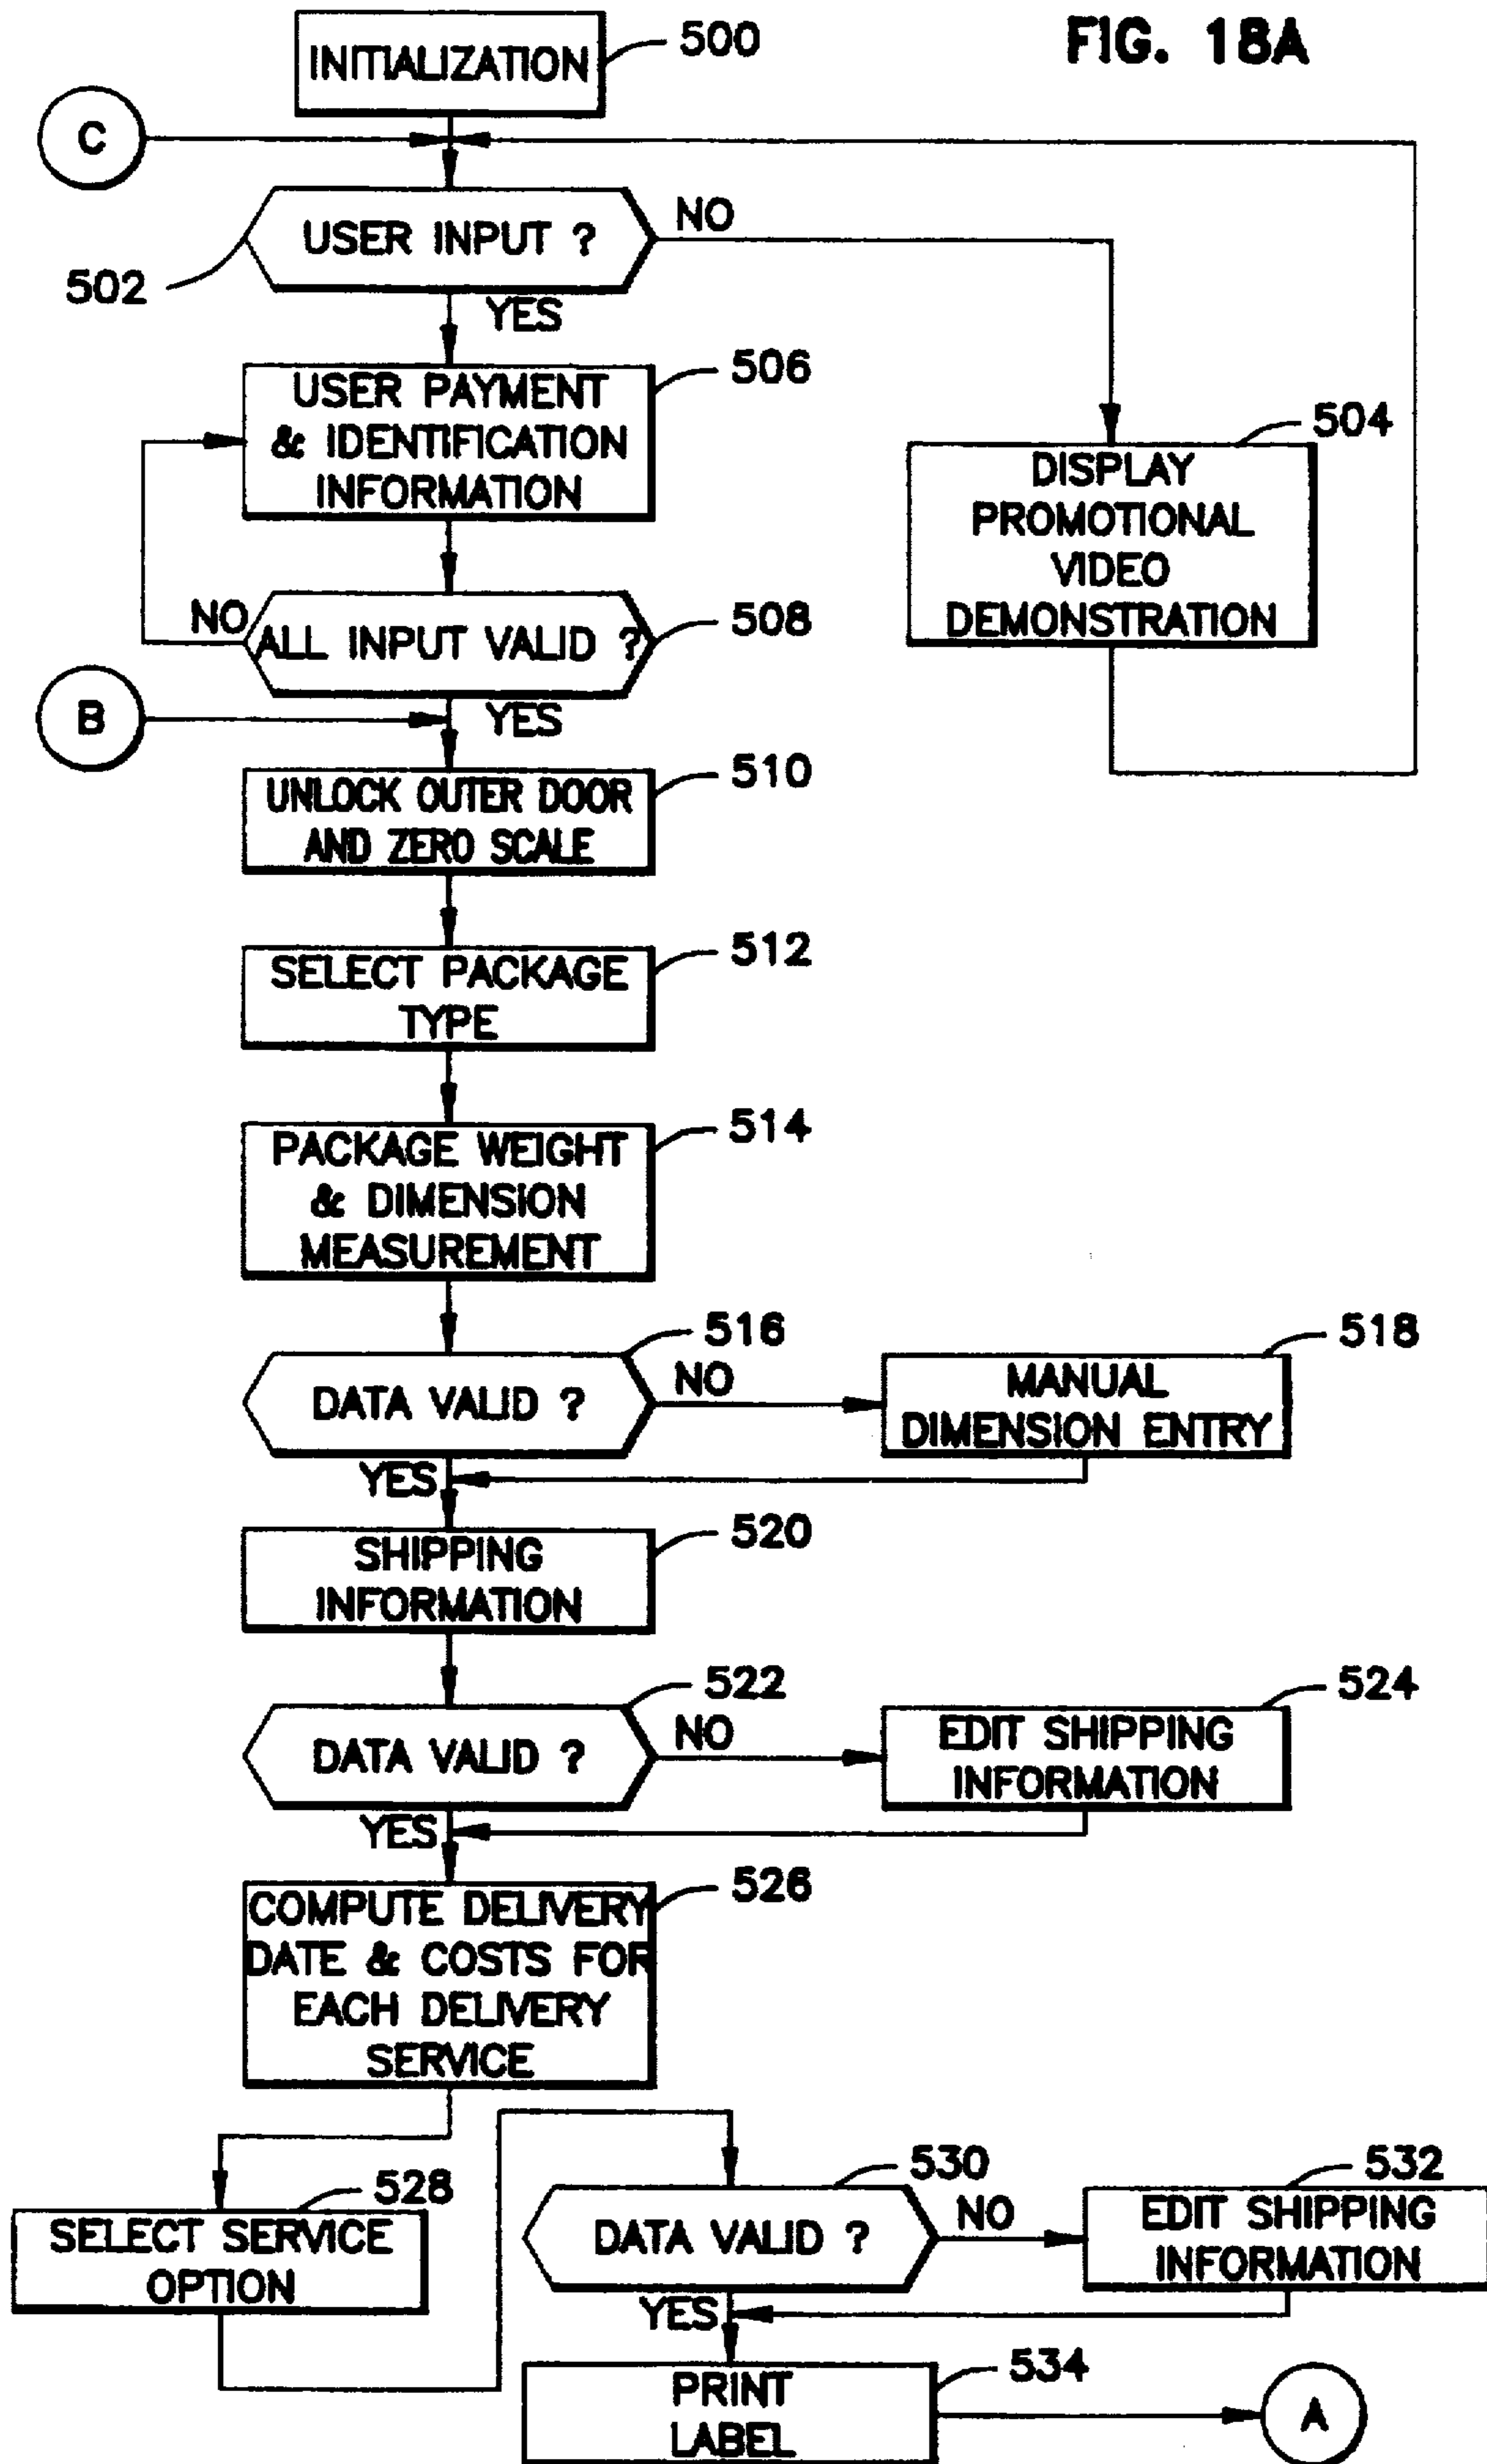 FIG. 18A
INITIALIZATION
500
C
USER INPUT ?
NO
502
YES
USER PAYMENT
& IDENTIFICATION
INFORMATION
506
504
DISPLAY
PROMOTIONAL
VIDEO
DEMONSTRATION
NO
ALL INPUT VALID ?
508
B
YES
UNLOCK OUTER DOOR
AND ZERO SCALE
510
SELECT PACKAGE
TYPE
512
PACKAGE WEIGHT
& DIMENSION
MEASUREMENT
514
516
DATA VALID ?
NO
518
MANUAL
DIMENSION ENTRY
YES
SHIPPING
INFORMATION
520
522
DATA VALID ?
NO
524
EDIT SHIPPING
INFORMATION
YES
COMPUTE DELIVERY
DATE & COSTS FOR
EACH DELIVERY
SERVICE
526
528
SELECT SERVICE
OPTION
530
DATA VALID ?
NO
532
EDIT SHIPPING
INFORMATION
YES
PRINT
LABEL
534
A